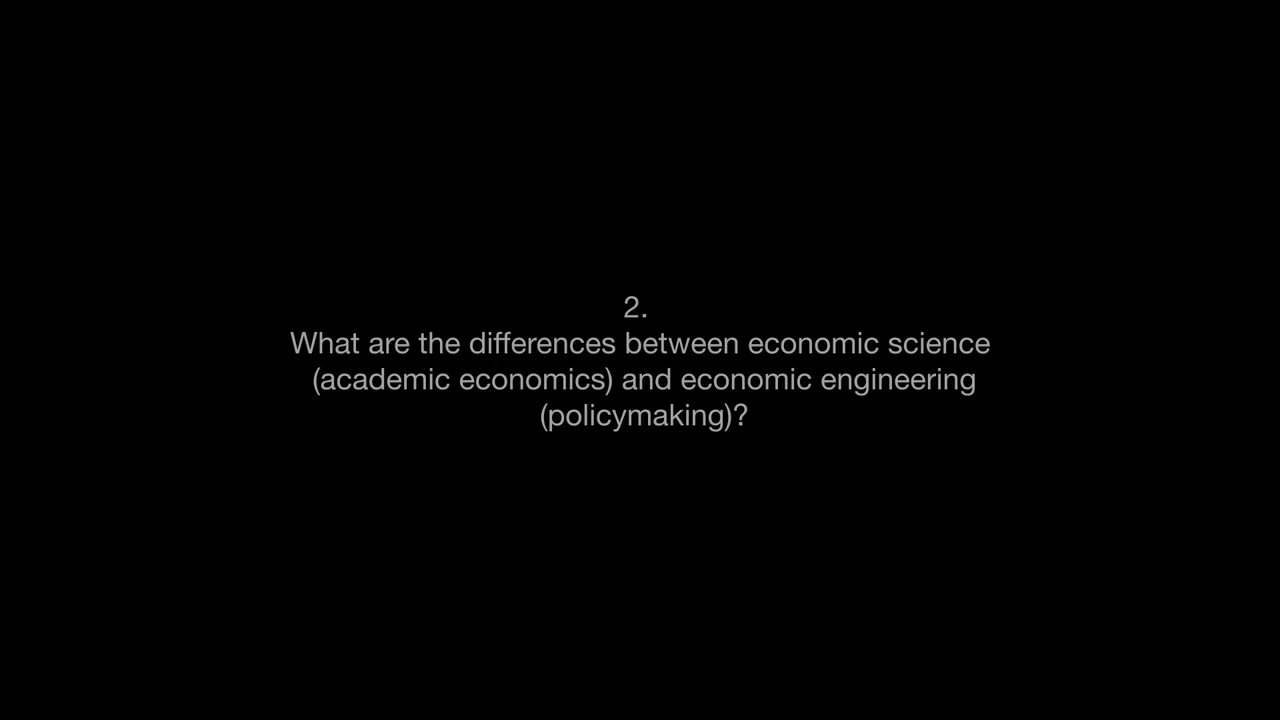 2.
What are the differences between economic science
(academic economics) and economic engineering
(policymaking)?